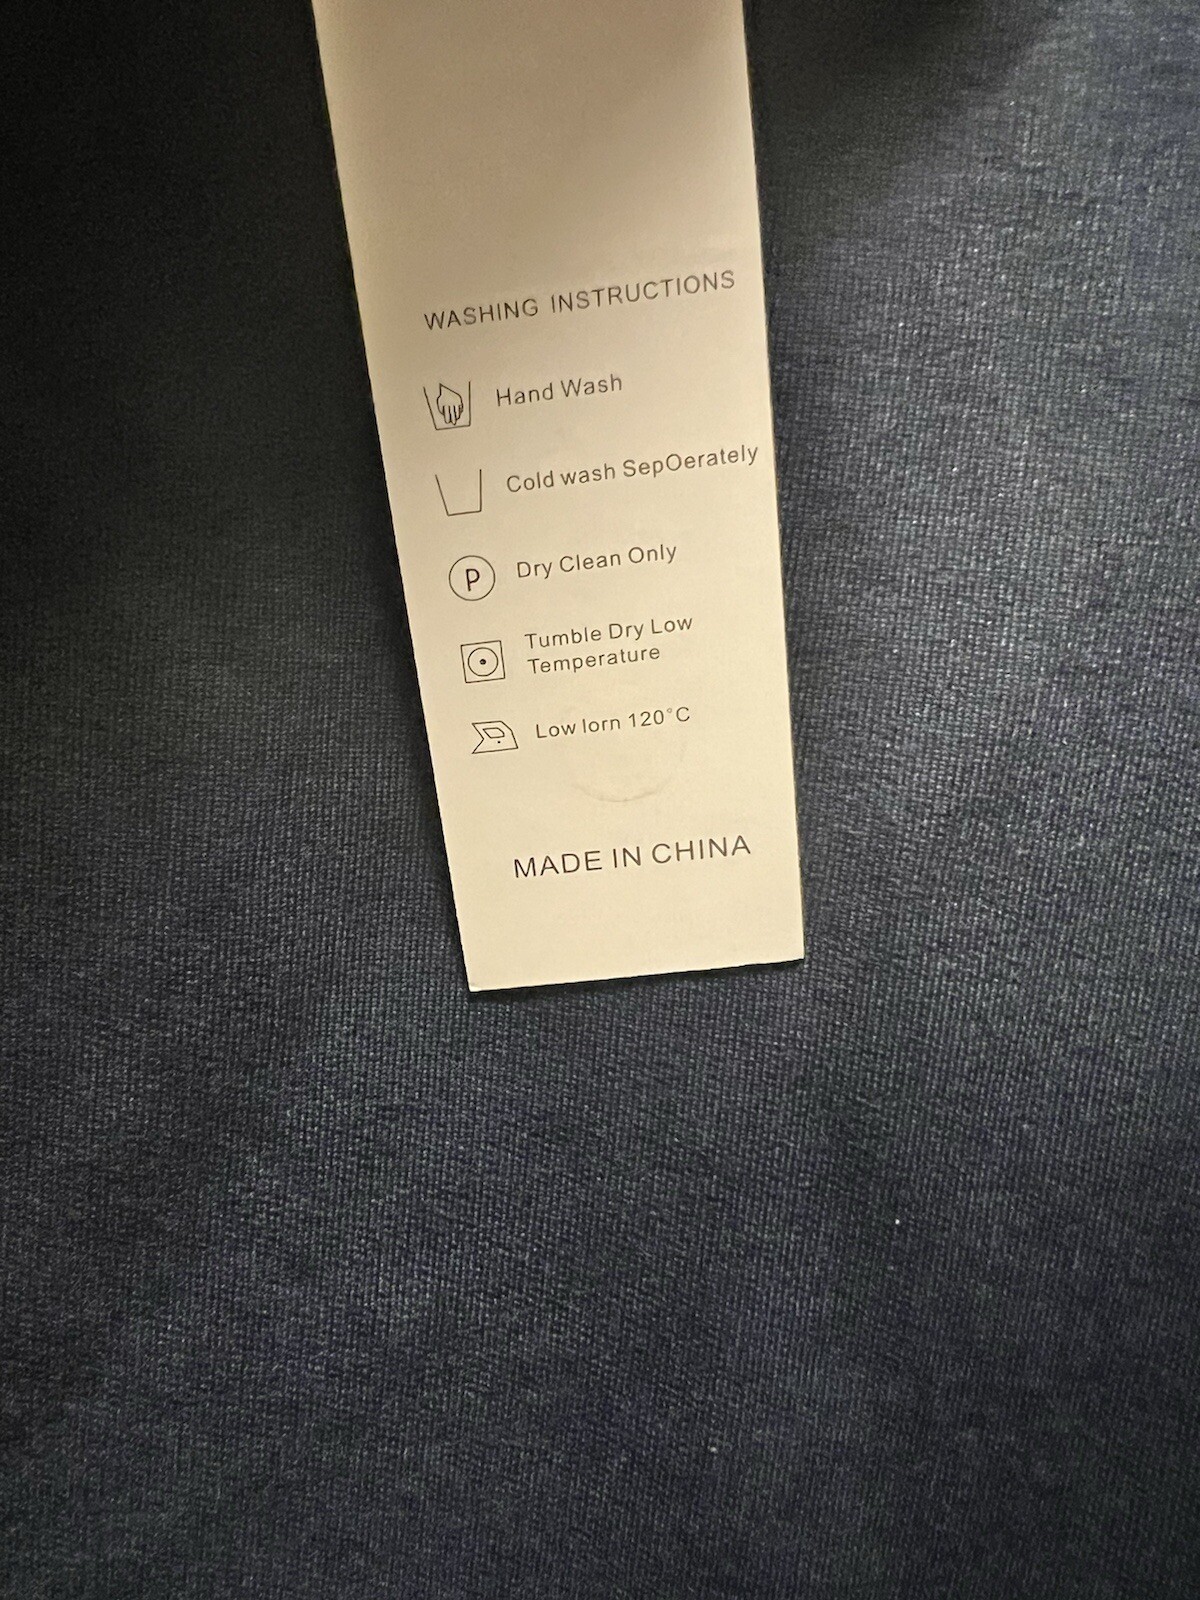 WASHING INSTRUCTIONS
Hand Wash
Cold wash SepOerately
P Dry Clean Only
Tumble Dry Low
Temperature
Low lorn 120°C
MADE IN CHINA